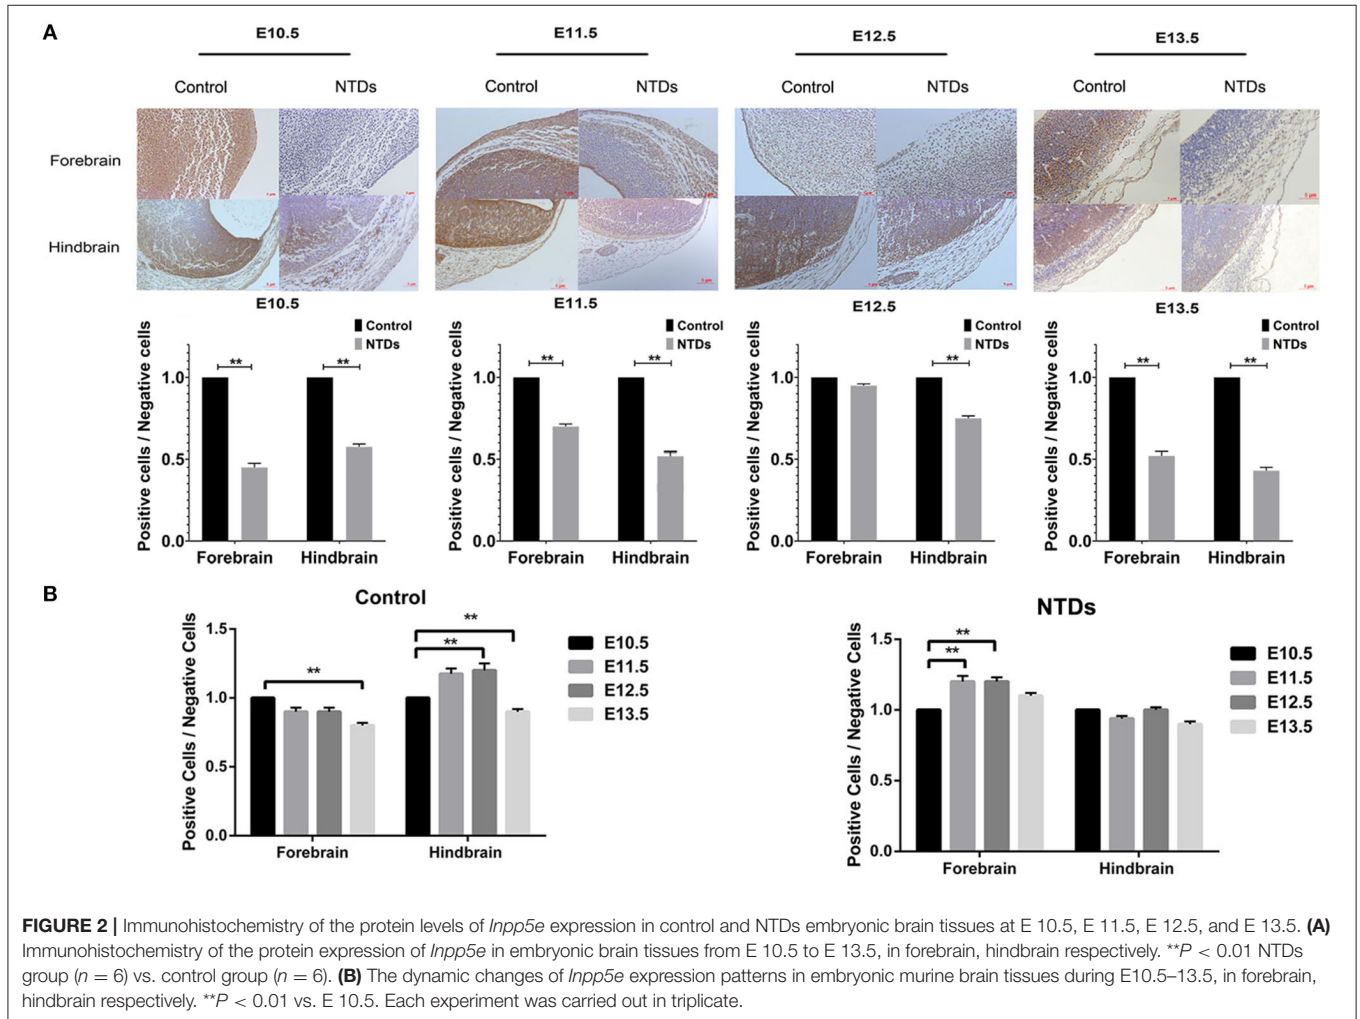 A
E10.5
E11.5
E12.5
E13.5
Control NTDs Control NTDs Control NTDs Control NTDs
Forebrain
Hindbrain
E10.5
Control
NTDs
Positive cells / Negative cells
1.0
0.5
0.0
**
**
Forebrain Hindbrain
E11.5
Control
NTDs
Positive cells / Negative cells
1.0
0.5
0.0
**
**
Forebrain Hindbrain
E12.5
Control
NTDs
Positive cells / Negative cells
1.0
0.5
0.0
**
Forebrain Hindbrain
E13.5
Control
NTDs
Positive cells / Negative cells
1.0
0.5
0.0
**
**
Forebrain Hindbrain
B
Control
Positive Cells / Negative Cells
1.5
1.0
0.5
0.0
**
**
**
E10.5
E11.5
E12.5
E13.5
Forebrain Hindbrain
NTDs
Positive Cells / Negative Cells
1.5
1.0
0.5
0.0
**
**
E10.5
E11.5
E12.5
E13.5
Forebrain Hindbrain
FIGURE 2 | Immunohistochemistry of the protein levels of Inpp5e expression in control and NTDs embryonic brain tissues at E 10.5, E 11.5, E 12.5, and E 13.5. (A)
Immunohistochemistry of the protein expression of Inpp5e in embryonic brain tissues from E 10.5 to E 13.5, in forebrain, hindbrain respectively. **P < 0.01 NTDs
group (n = 6) vs. control group (n = 6). (B) The dynamic changes of Inpp5e expression patterns in embryonic murine brain tissues during E10.5–13.5, in forebrain,
hindbrain respectively. **P < 0.01 vs. E 10.5. Each experiment was carried out in triplicate.